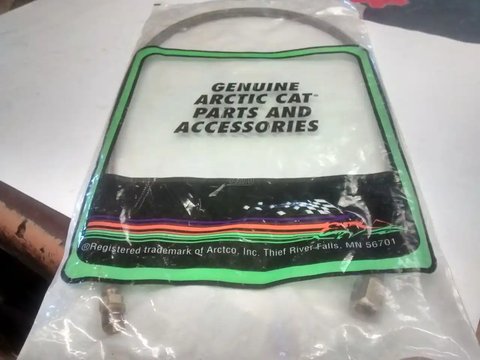 GENUINE
ARCTIC CAT®
PARTS AND
ACCESSORIES
®Registered trademark of Arctco, Inc. Thief River Falls, MN 56701